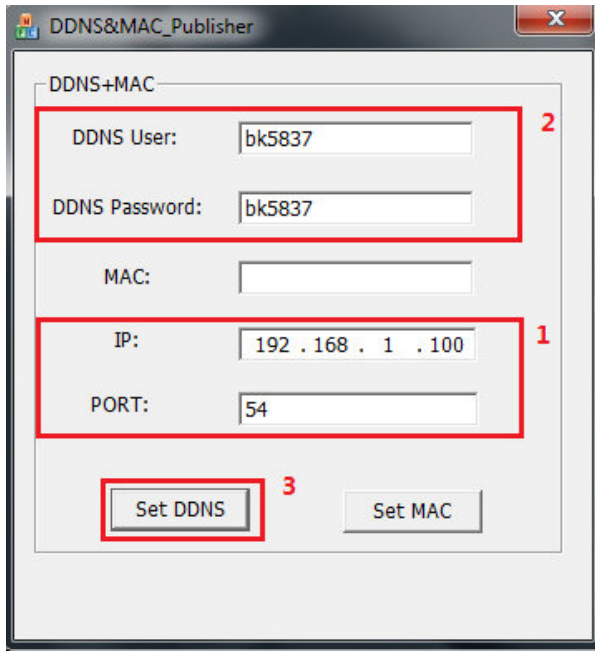 DDNS&MAC_Publisher
DDNS+MAC
2
DDNS User: bk5837
DDNS Password: bk5837
MAC:
1
IP: 192 . 168 . 1 . 100
PORT: 54
3
Set DDNS Set MAC